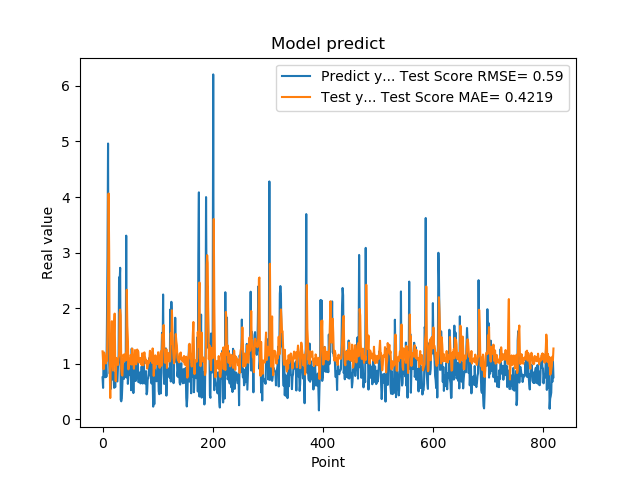 Model predict
Predict y... Test Score RMSE= 0.59
Test y... Test Score MAE= 0.4219
Real value
6
5
4
3
2
1
0
0 200 400 600 800
Point